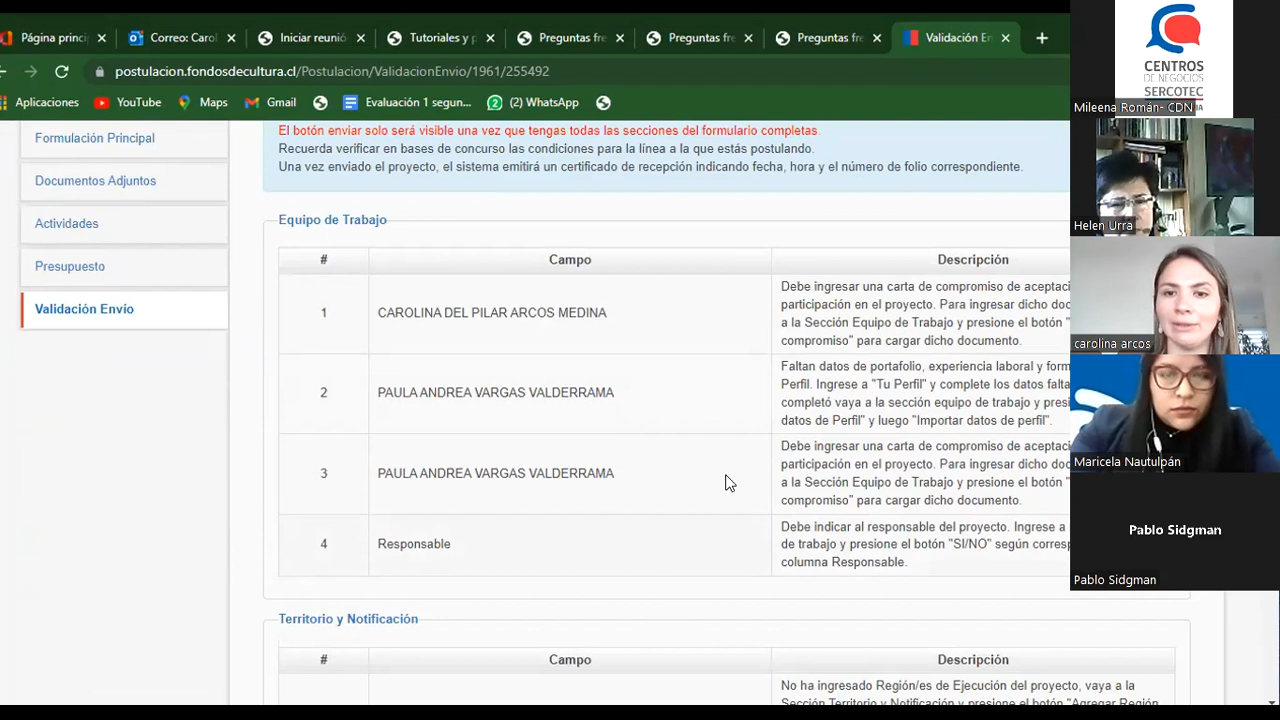 Página princi
Correo: Carol
Iniciar reunió
Tutoriales y p
Preguntas fre
Preguntas fre
Preguntas fre
Validación En
postulacion.fondosdecultura.cl/Postulacion/ValidacionEnvio/1961/255492
Aplicaciones
YouTube
Maps
Gmail
Evaluación 1 segun...
(2) WhatsApp
Formulación Principal
Documentos Adjuntos
Actividades
Presupuesto
Validación Envío
El botón enviar solo será visible una vez que tengas todas las secciones del formulario completas.
Recuerda verificar en bases de concurso las condiciones para la línea a la que estás postulando.
Una vez enviado el proyecto, el sistema emitirá un certificado de recepción indicando fecha, hora y el número de folio correspondiente.
Equipo de Trabajo
# Campo Descripción
1 CAROLINA DEL PILAR ARCOS MEDINA
Debe ingresar una carta de compromiso de aceptaci
participación en el proyecto. Para ingresar dicho doc
a la Sección Equipo de Trabajo y presione el botón "
compromiso" para cargar dicho documento.
2 PAULA ANDREA VARGAS VALDERRAMA
Faltan datos de portafolio, experiencia laboral y form
Perfil. Ingrese a "Tu Perfil" y complete los datos falta
completó vaya a la sección equipo de trabajo y presi
datos de Perfil" y luego "Importar datos de perfil".
3 PAULA ANDREA VARGAS VALDERRAMA
Debe ingresar una carta de compromiso de aceptaci
participación en el proyecto. Para ingresar dicho doc
a la Sección Equipo de Trabajo y presione el botón "
compromiso" para cargar dicho documento.
4 Responsable
Debe indicar al responsable del proyecto. Ingrese a
de trabajo y presione el botón "SI/NO" según corresp
columna Responsable.
Territorio y Notificación
# Campo Descripción
No ha ingresado Región/es de Ejecución del proyecto, vaya a la
Sección Territorio y Notificación y presione el botón "Agregar Región
CENTROS
DE NEGOCIOS
SERCOTEC
Mileena Román- CDN
Helen Urra
carolina arcos
Maricela Nautulpán
Pablo Sidgman
Pablo Sidgman